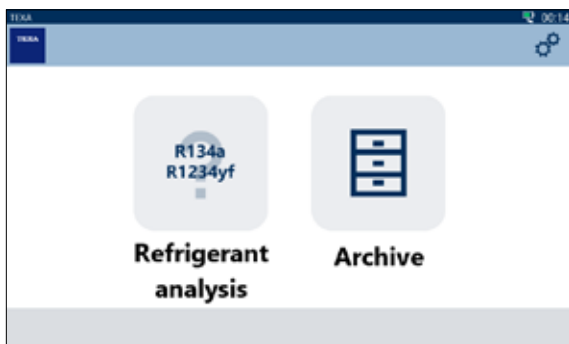 TEXA
00:14
TEXA
R134a
R1234yf
?
Refrigerant
analysis
Archive